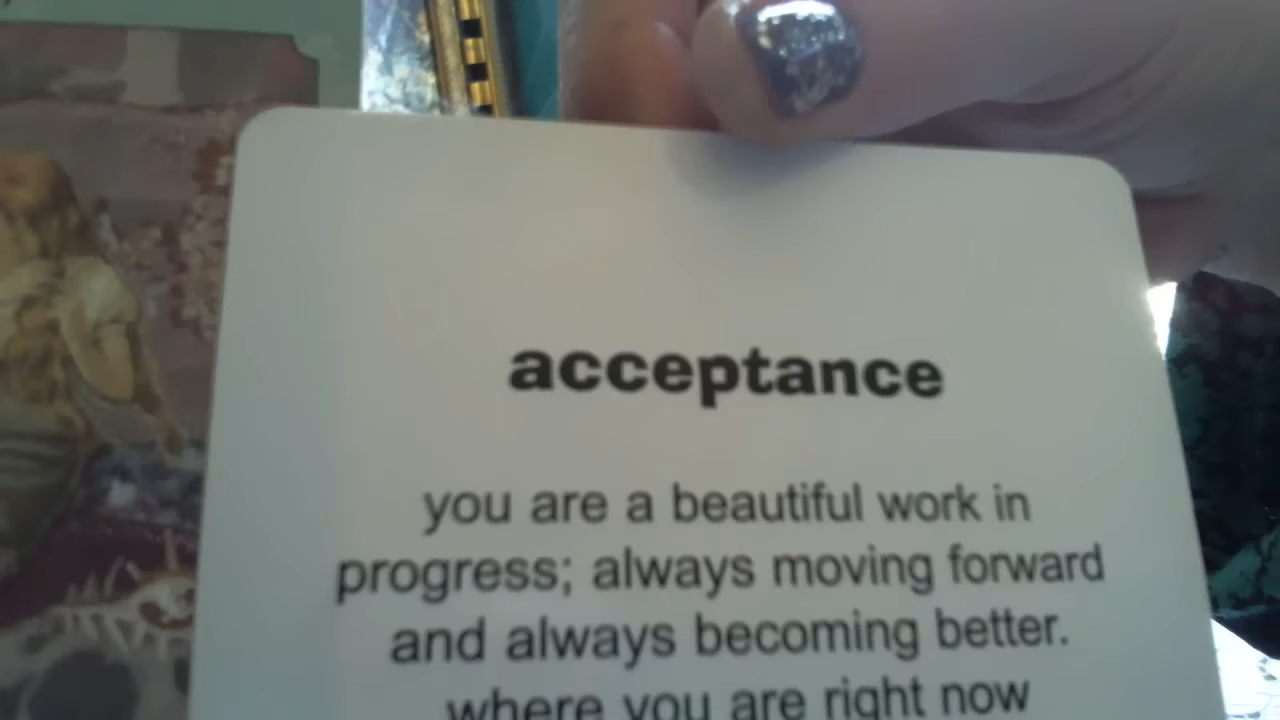 acceptance
you are a beautiful work in
progress; always moving forward
and always becoming better.
where you are right now